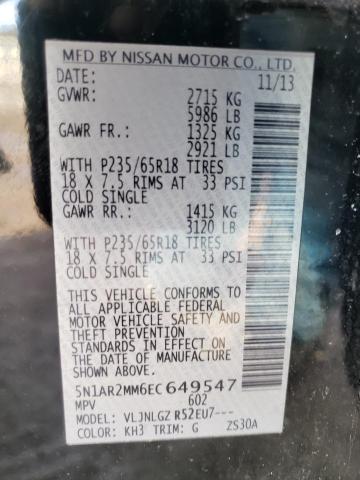 MFD BY NISSAN MOTOR CO., LTD.
DATE: 11/13
GVWR: 2715 KG
5986 LB
GAWR FR.: 1325 KG
2921 LB
WITH P235/65R18 TIRES
18 X 7.5 RIMS AT 33 PSI
COLD SINGLE
GAWR RR: 1415 KG
3120 LB
WITH P235/65R18 TIRES
18 X 7.5 RIMS AT 33 PSI
COLD SINGLE
THIS VEHICLE CONFORMS TO
ALL APPLICABLE FEDERAL
MOTOR VEHICLE SAFETY AND
THEFT PREVENTION
STANDARDS IN EFFECT ON
THE DATE OF MANUFACTURE
SHOWN ABOVE.
5N1AR2MM6EC649547
MPV 602
MODEL: VLJNLGZ R52EU7---
COLOR: KH3 TRIM: G ZS30A